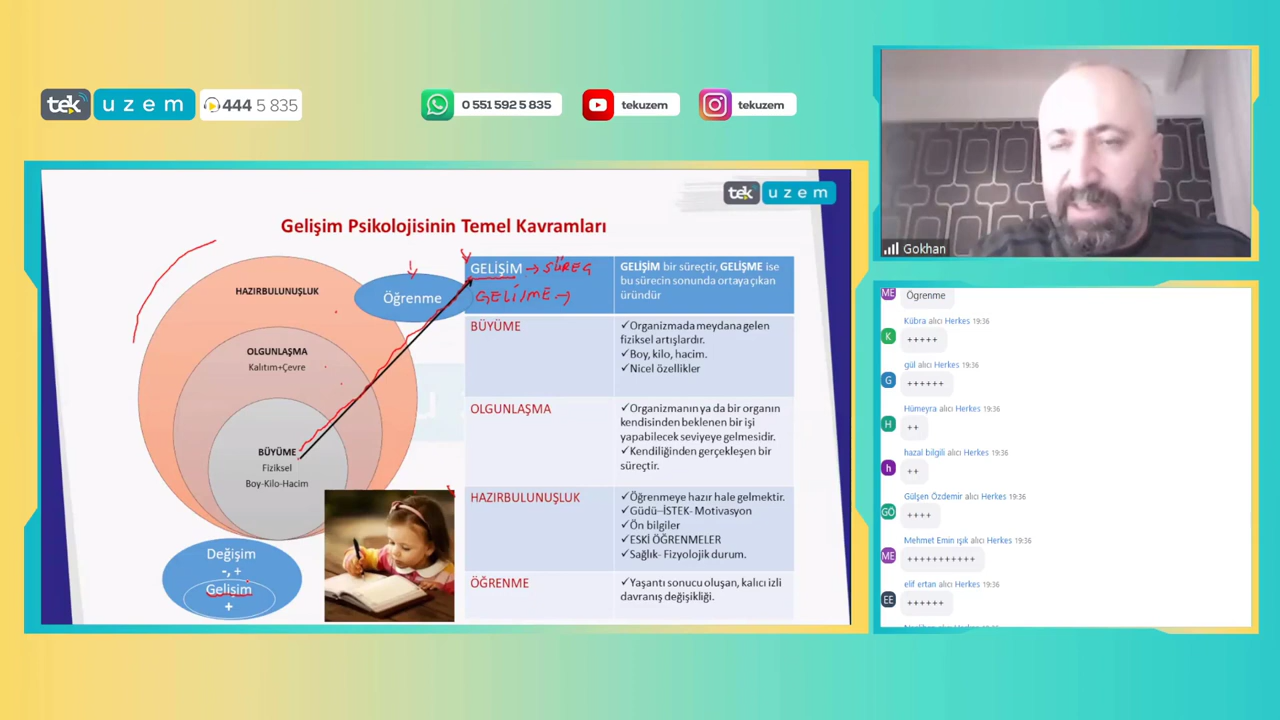 tek uzem 444 5 835
0 551 592 5 835
tekuzem
tekuzem
tek uzem
Gelişim Psikolojisinin Temel Kavramları
HAZIRBULUNUŞLUK
OLGUNLAŞMA
Kalıtım+Çevre
BÜYÜME
Fiziksel
Boy-Kilo-Hacim
Öğrenme
Değişim
-, +
Gelişim
+
GELİŞIM → SÜREÇ
GELİŞME →
GELİŞIM bir süreçtir, GELİŞME ise
bu sürecin sonunda ortaya çıkan
üründür
BÜYÜME
✓Organizmada meydana gelen
fiziksel artışlardır.
✓Boy, kilo, hacim.
✓Nicel özellikler
OLGUNLAŞMA
✓Organizmanın ya da bir organın
kendisinden beklenen bir işi
yapabilecek seviyeye gelmesidir.
✓Kendiliğinden gerçekleşen bir
süreçtir.
HAZIRBULUNUŞLUK
✓Öğrenmeye hazır hale gelmektir.
✓Güdü–İSTEK- Motivasyon
✓Ön bilgiler
✓ESKİ ÖĞRENMELER
✓Sağlık- Fizyolojik durum.
ÖĞRENME
✓Yaşantı sonucu oluşan, kalıcı izli
davranış değişikliği.
Gokhan
ME
Ögrenme
Kübra alıcı Herkes 19:36
K
+++++
gül alıcı Herkes 19:36
G
++++++
Hümeyra alıcı Herkes 19:36
H
++
hazal bilgili alıcı Herkes 19:36
h
++
Gülşen Özdemir alıcı Herkes 19:36
GÖ
++++
Mehmet Emin ışık alıcı Herkes 19:36
ME
+++++++++++
elif ertan alıcı Herkes 19:36
EE
++++++